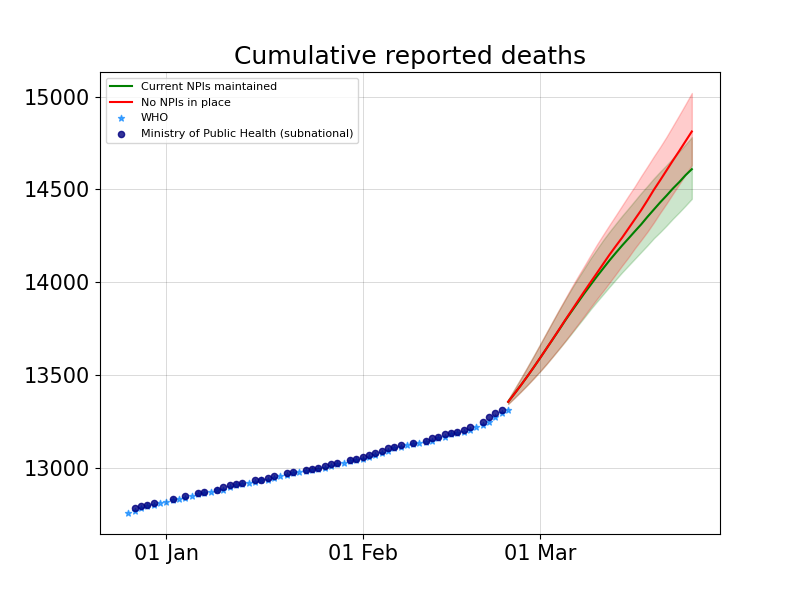 Cumulative reported deaths
Current NPIs maintained
No NPIs in place
WHO
Ministry of Public Health (subnational)
15000
14500
14000
13500
13000
01 Jan
01 Feb
01 Mar